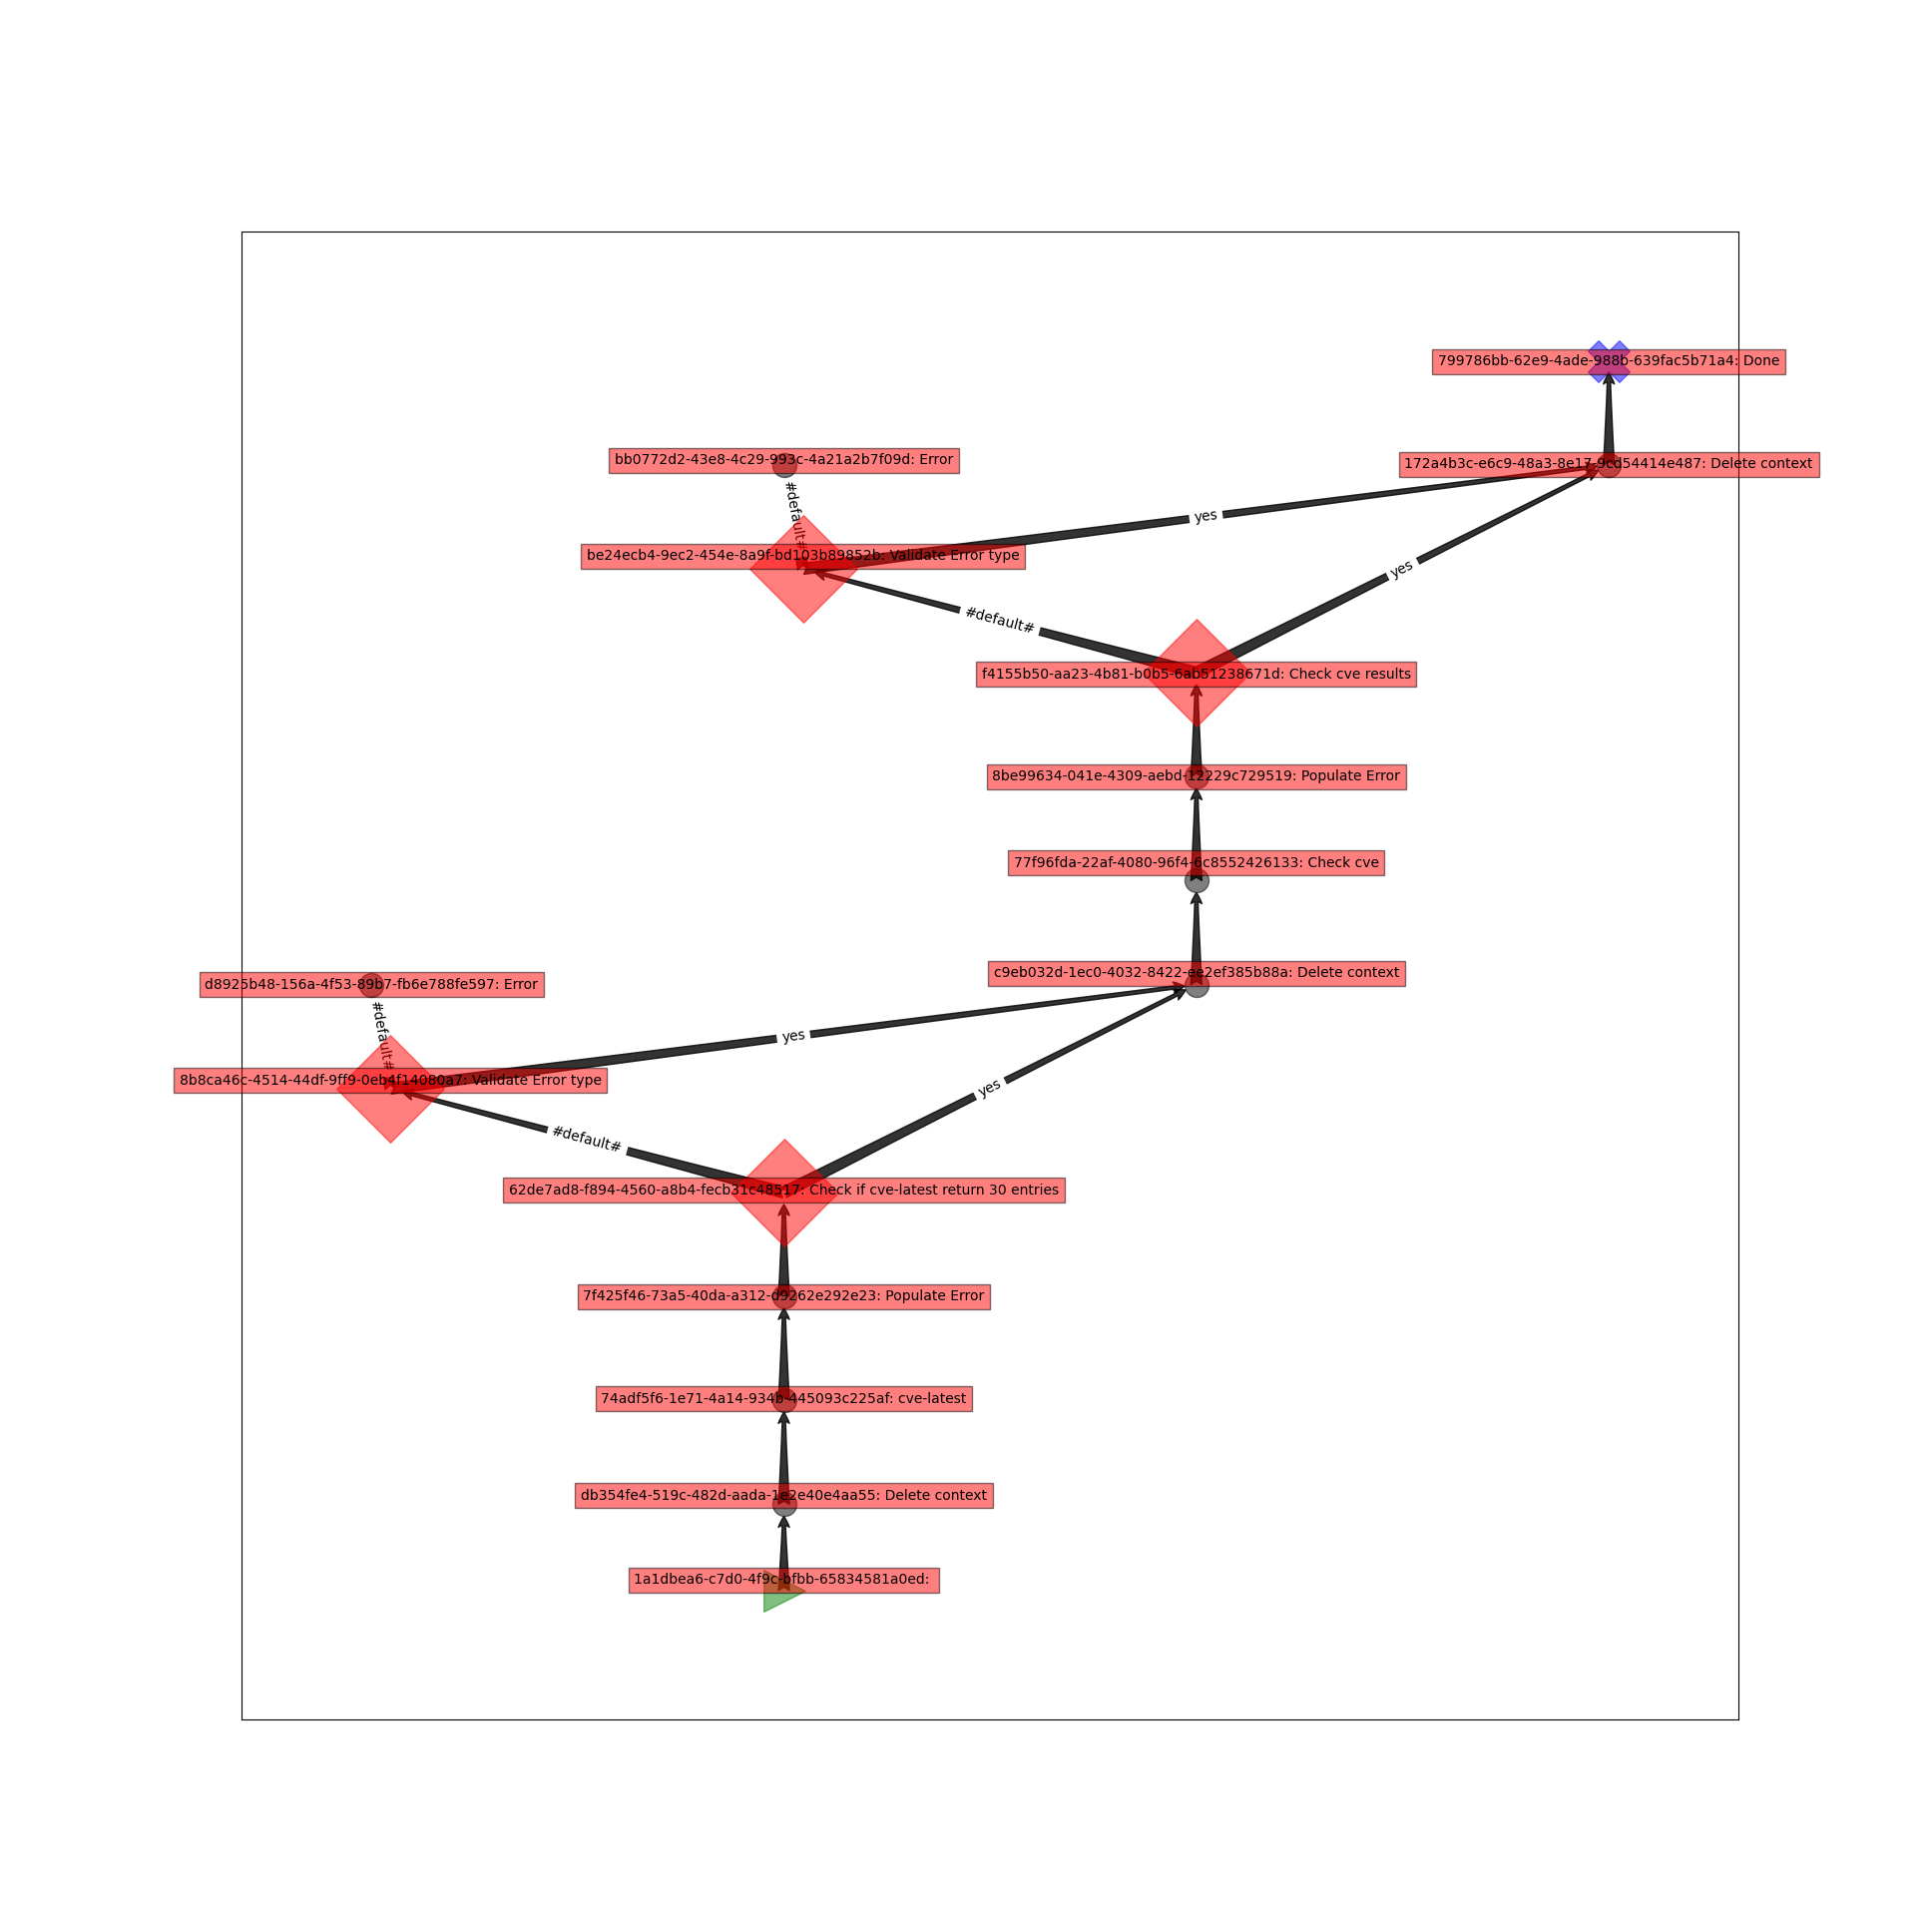 799786bb-62e9-4ade-988b-639fac5b71a4: Done
bb0772d2-43e8-4c29-993c-4a21a2b7f09d: Error
172a4b3c-e6c9-48a3-8e17-9cd54414e487: Delete context
#default#
yes
be24ecb4-9ec2-454e-8a9f-bd103b89852b: Validate Error type
yes
#default#
f4155b50-aa23-4b81-b0b5-6ab51238671d: Check cve results
8be99634-041e-4309-aebd-12229c729519: Populate Error
77f96fda-22af-4080-96f4-6c8552426133: Check cve
c9eb032d-1ec0-4032-8422-ee2ef385b88a: Delete context
d8925b48-156a-4f53-89b7-fb6e788fe597: Error
#default#
yes
8b8ca46c-4514-44df-9ff9-0eb4f14080a7: Validate Error type
yes
#default#
62de7ad8-f894-4560-a8b4-fecb31c48517: Check if cve-latest return 30 entries
7f425f46-73a5-40da-a312-d9262e292e23: Populate Error
74adf5f6-1e71-4a14-934b-445093c225af: cve-latest
db354fe4-519c-482d-aada-1e2e40e4aa55: Delete context
1a1dbea6-c7d0-4f9c-bfbb-65834581a0ed: